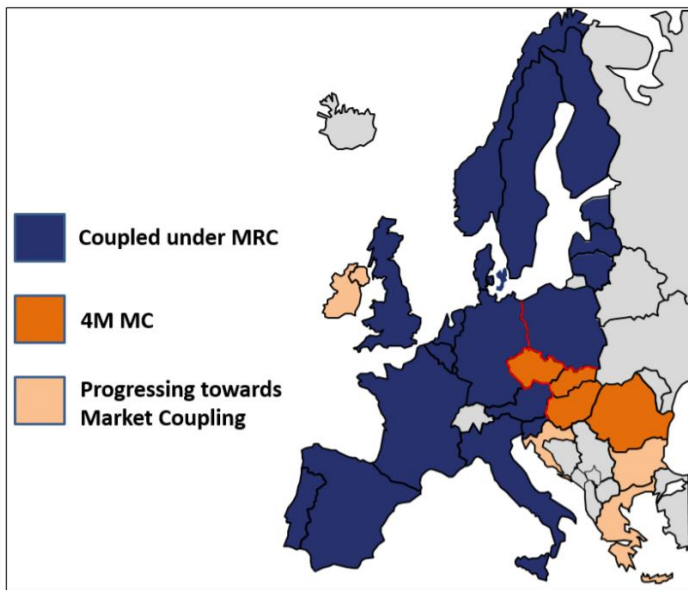 Coupled under MRC
4M MC
Progressing towards
Market Coupling